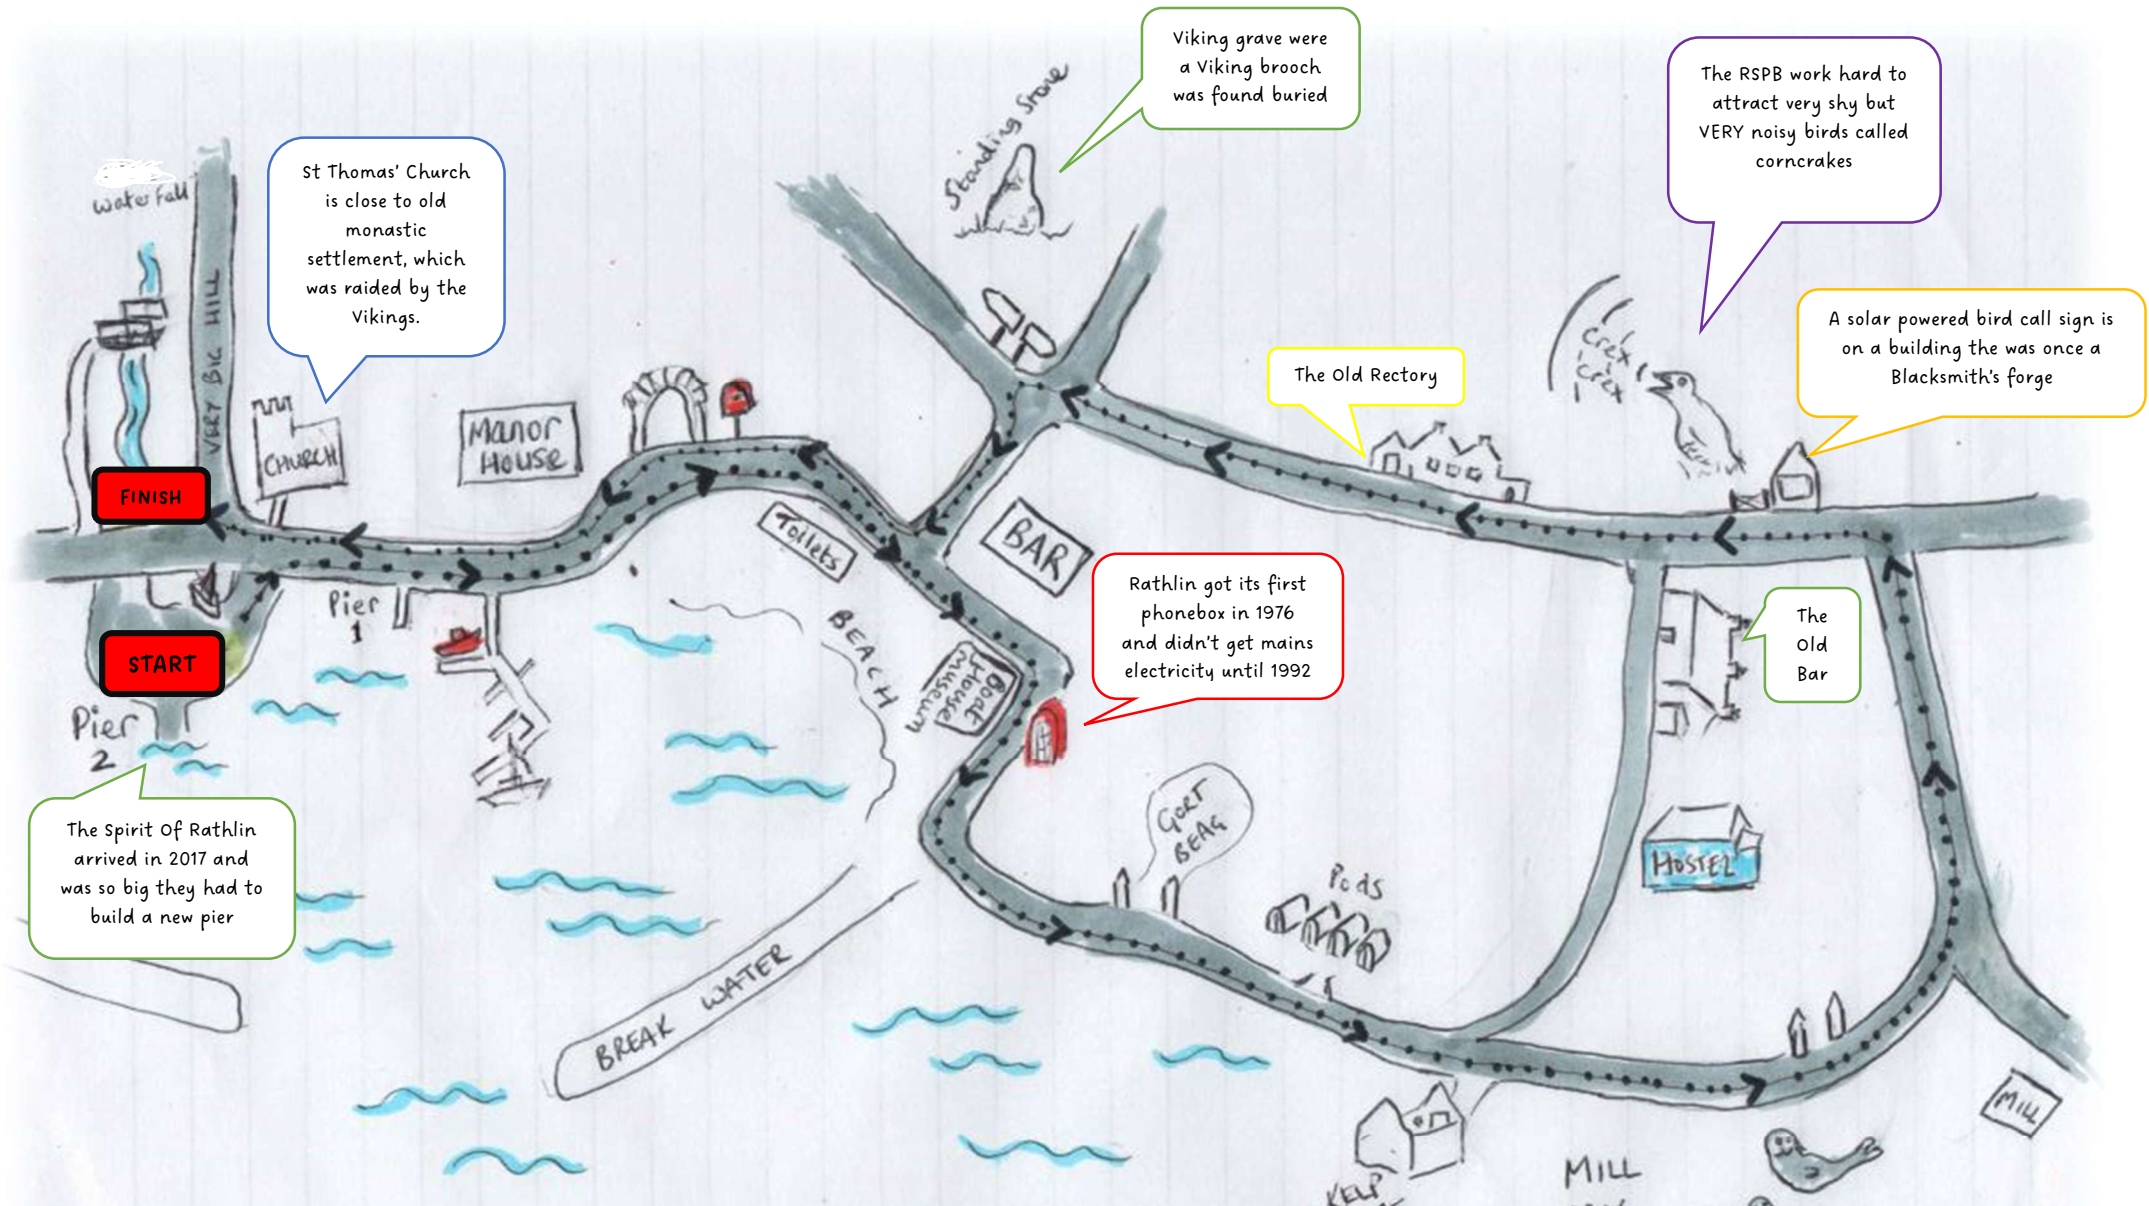 Viking grave were
a Viking brooch
was found buried
The RSPB work hard to
attract very shy but
VERY noisy birds called
corncrakes
Standing Stone
St Thomas' Church
is close to old
monastic
settlement, which
was raided by the
Vikings.
waterfall
VERY BIG HILL
A solar powered bird call sign is
on a building the was once a
Blacksmith's forge
The Old Rectory
crex
crex
CHURCH
MANOR
HOUSE
FINISH
Toilets
BAR
Rathlin got its first
phonebox in 1976
and didn't get mains
electricity until 1992
The
Old
Bar
Pier
1
BEACH
START
Boat
House
museum
Pier
2
GORT
BEAG
The Spirit Of Rathlin
arrived in 2017 and
was so big they had to
build a new pier
HOSTEL
Pods
BREAK WATER
MILL
MILL
KELP